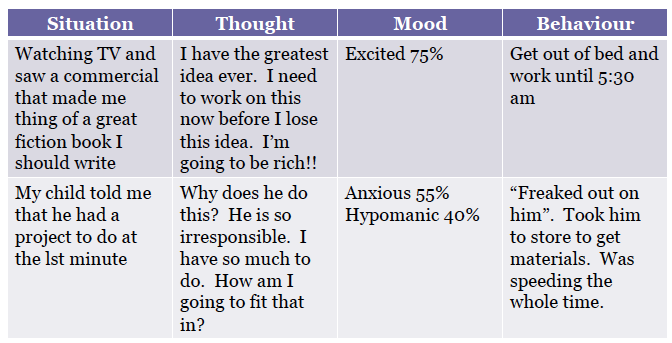 Situation
Thought
Mood
Behaviour
Watching TV and
saw a commercial
that made me
thing of a great
fiction book I
should write
I have the greatest
idea ever.  I need
to work on this
now before I lose
this idea.  I'm
going to be rich!!
Excited 75%
Get out of bed and
work until 5:30
am
My child told me
that he had a
project to do at
the lst minute
Why does he do
this?  He is so
irresponsible.  I
have so much to
do.  How am I
going to fit that
in?
Anxious 55%
Hypomanic 40%
“Freaked out on
him”.  Took him
to store to get
materials.  Was
speeding the
whole time.